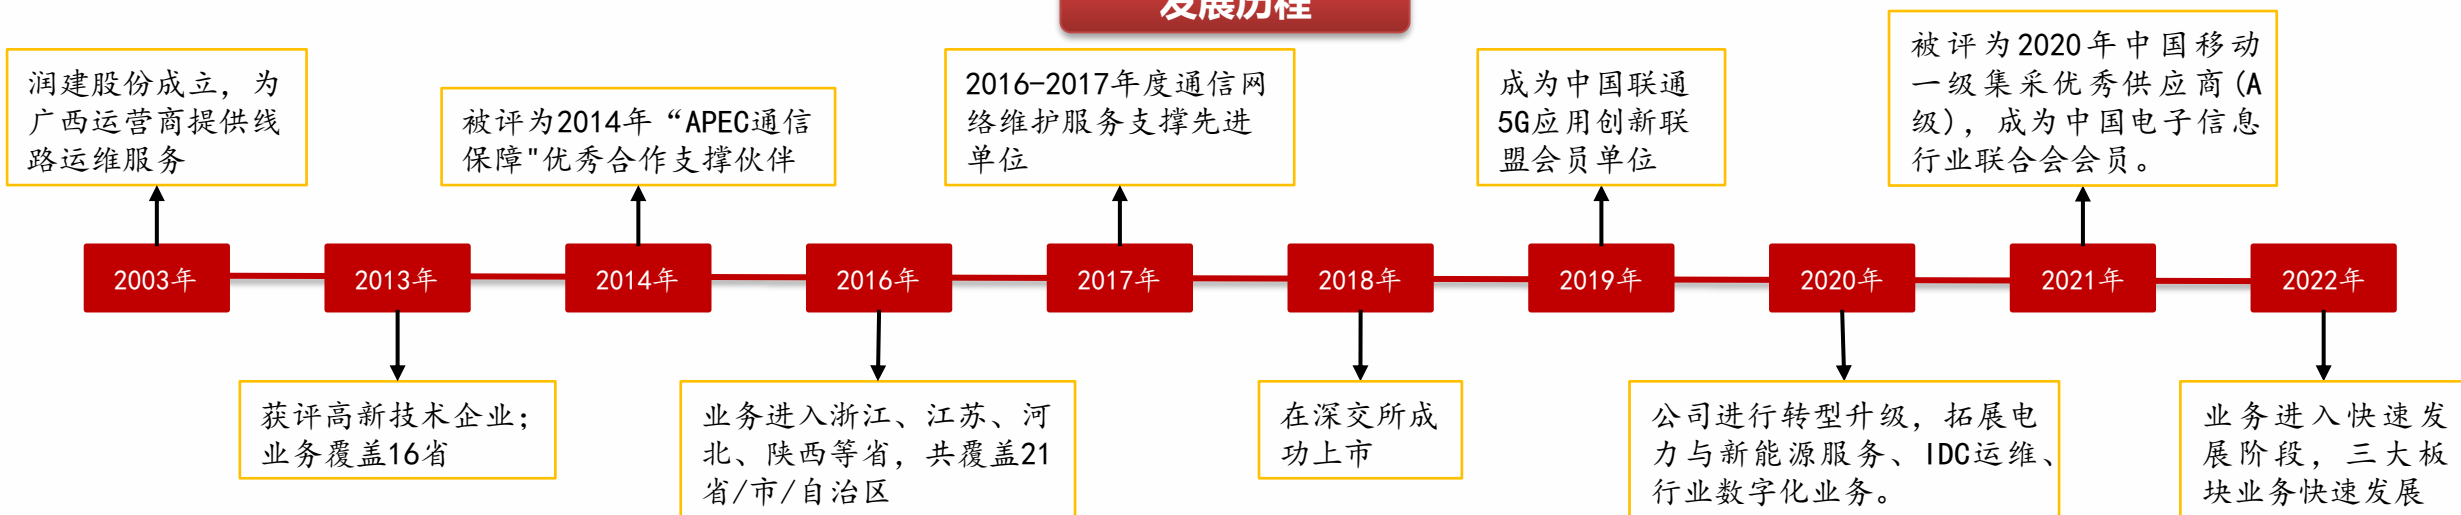 发展历程
润建股份成立，为
广西运营商提供线
路运维服务
被评为2014年“APEC通信
保障"优秀合作支撑伙伴
2016-2017年度通信网
络维护服务支撑先进
单位
成为中国联通
5G应用创新联
盟会员单位
被评为2020年中国移动
一级集采优秀供应商(A
级)，成为中国电子信息
行业联合会会员。
2003年
2013年
2014年
2016年
2017年
2018年
2019年
2020年
2021年
2022年
获评高新技术企业；
业务覆盖16省
业务进入浙江、江苏、河
北、陕西等省，共覆盖21
省/市/自治区
在深交所成
功上市
公司进行转型升级，拓展电
力与新能源服务、IDC运维、
行业数字化业务。
业务进入快速发
展阶段，三大板
块业务快速发展